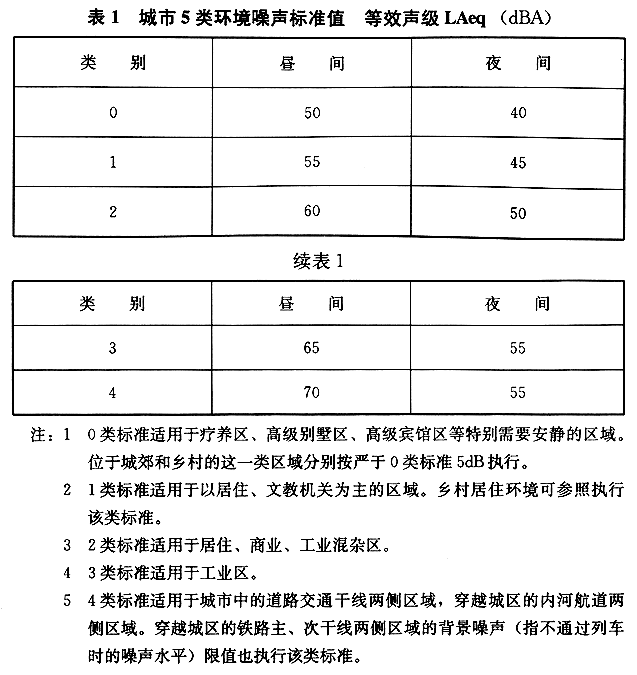 表 1 城市 5 类环境噪声标准值 等效声级 LAeq (dBA)
类 别 昼 间 夜 间
0 50 40
1 55 45
2 60 50
续表 1
类 别 昼 间 夜 间
3 65 55
4 70 55
注：1 0 类标准适用于疗养区、高级别墅区、高级宾馆区等特别需要安静的区域。
位于城郊和乡村的这一类区域分别按严于 0 类标准 5dB 执行。
2 1 类标准适用于以居住、文教机关为主的区域。乡村居住环境可参照执行
该类标准。
3 2 类标准适用于居住、商业、工业混杂区。
4 3 类标准适用于工业区。
5 4 类标准适用于城市中的道路交通干线两侧区域，穿越城区的内河航道两
侧区域。穿越城区的铁路主、次干线两侧区域的背景噪声（指不通过列车
时的噪声水平）限值也执行该类标准。